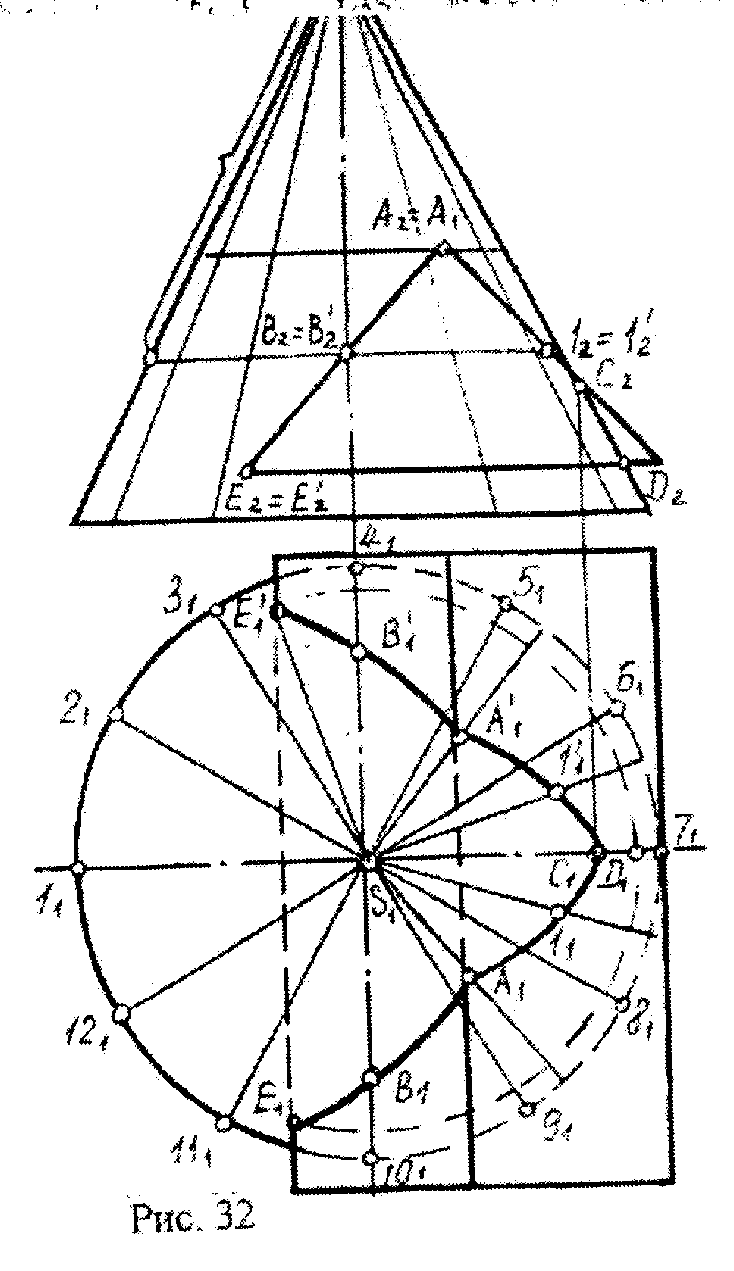 A₂=A₁
B₂=B₂'
1₂=1₂'
C₂
E₂=E₂'
D₂
4₁
3₁
E₁'
5₁
B₁'
2₁
6₁
A₁'
7₁
1₁
S₁
C₁
D₁
1₁
A₁
12₁
8₁
B₁
E₁
9₁
11₁
10₁
Рис. 32